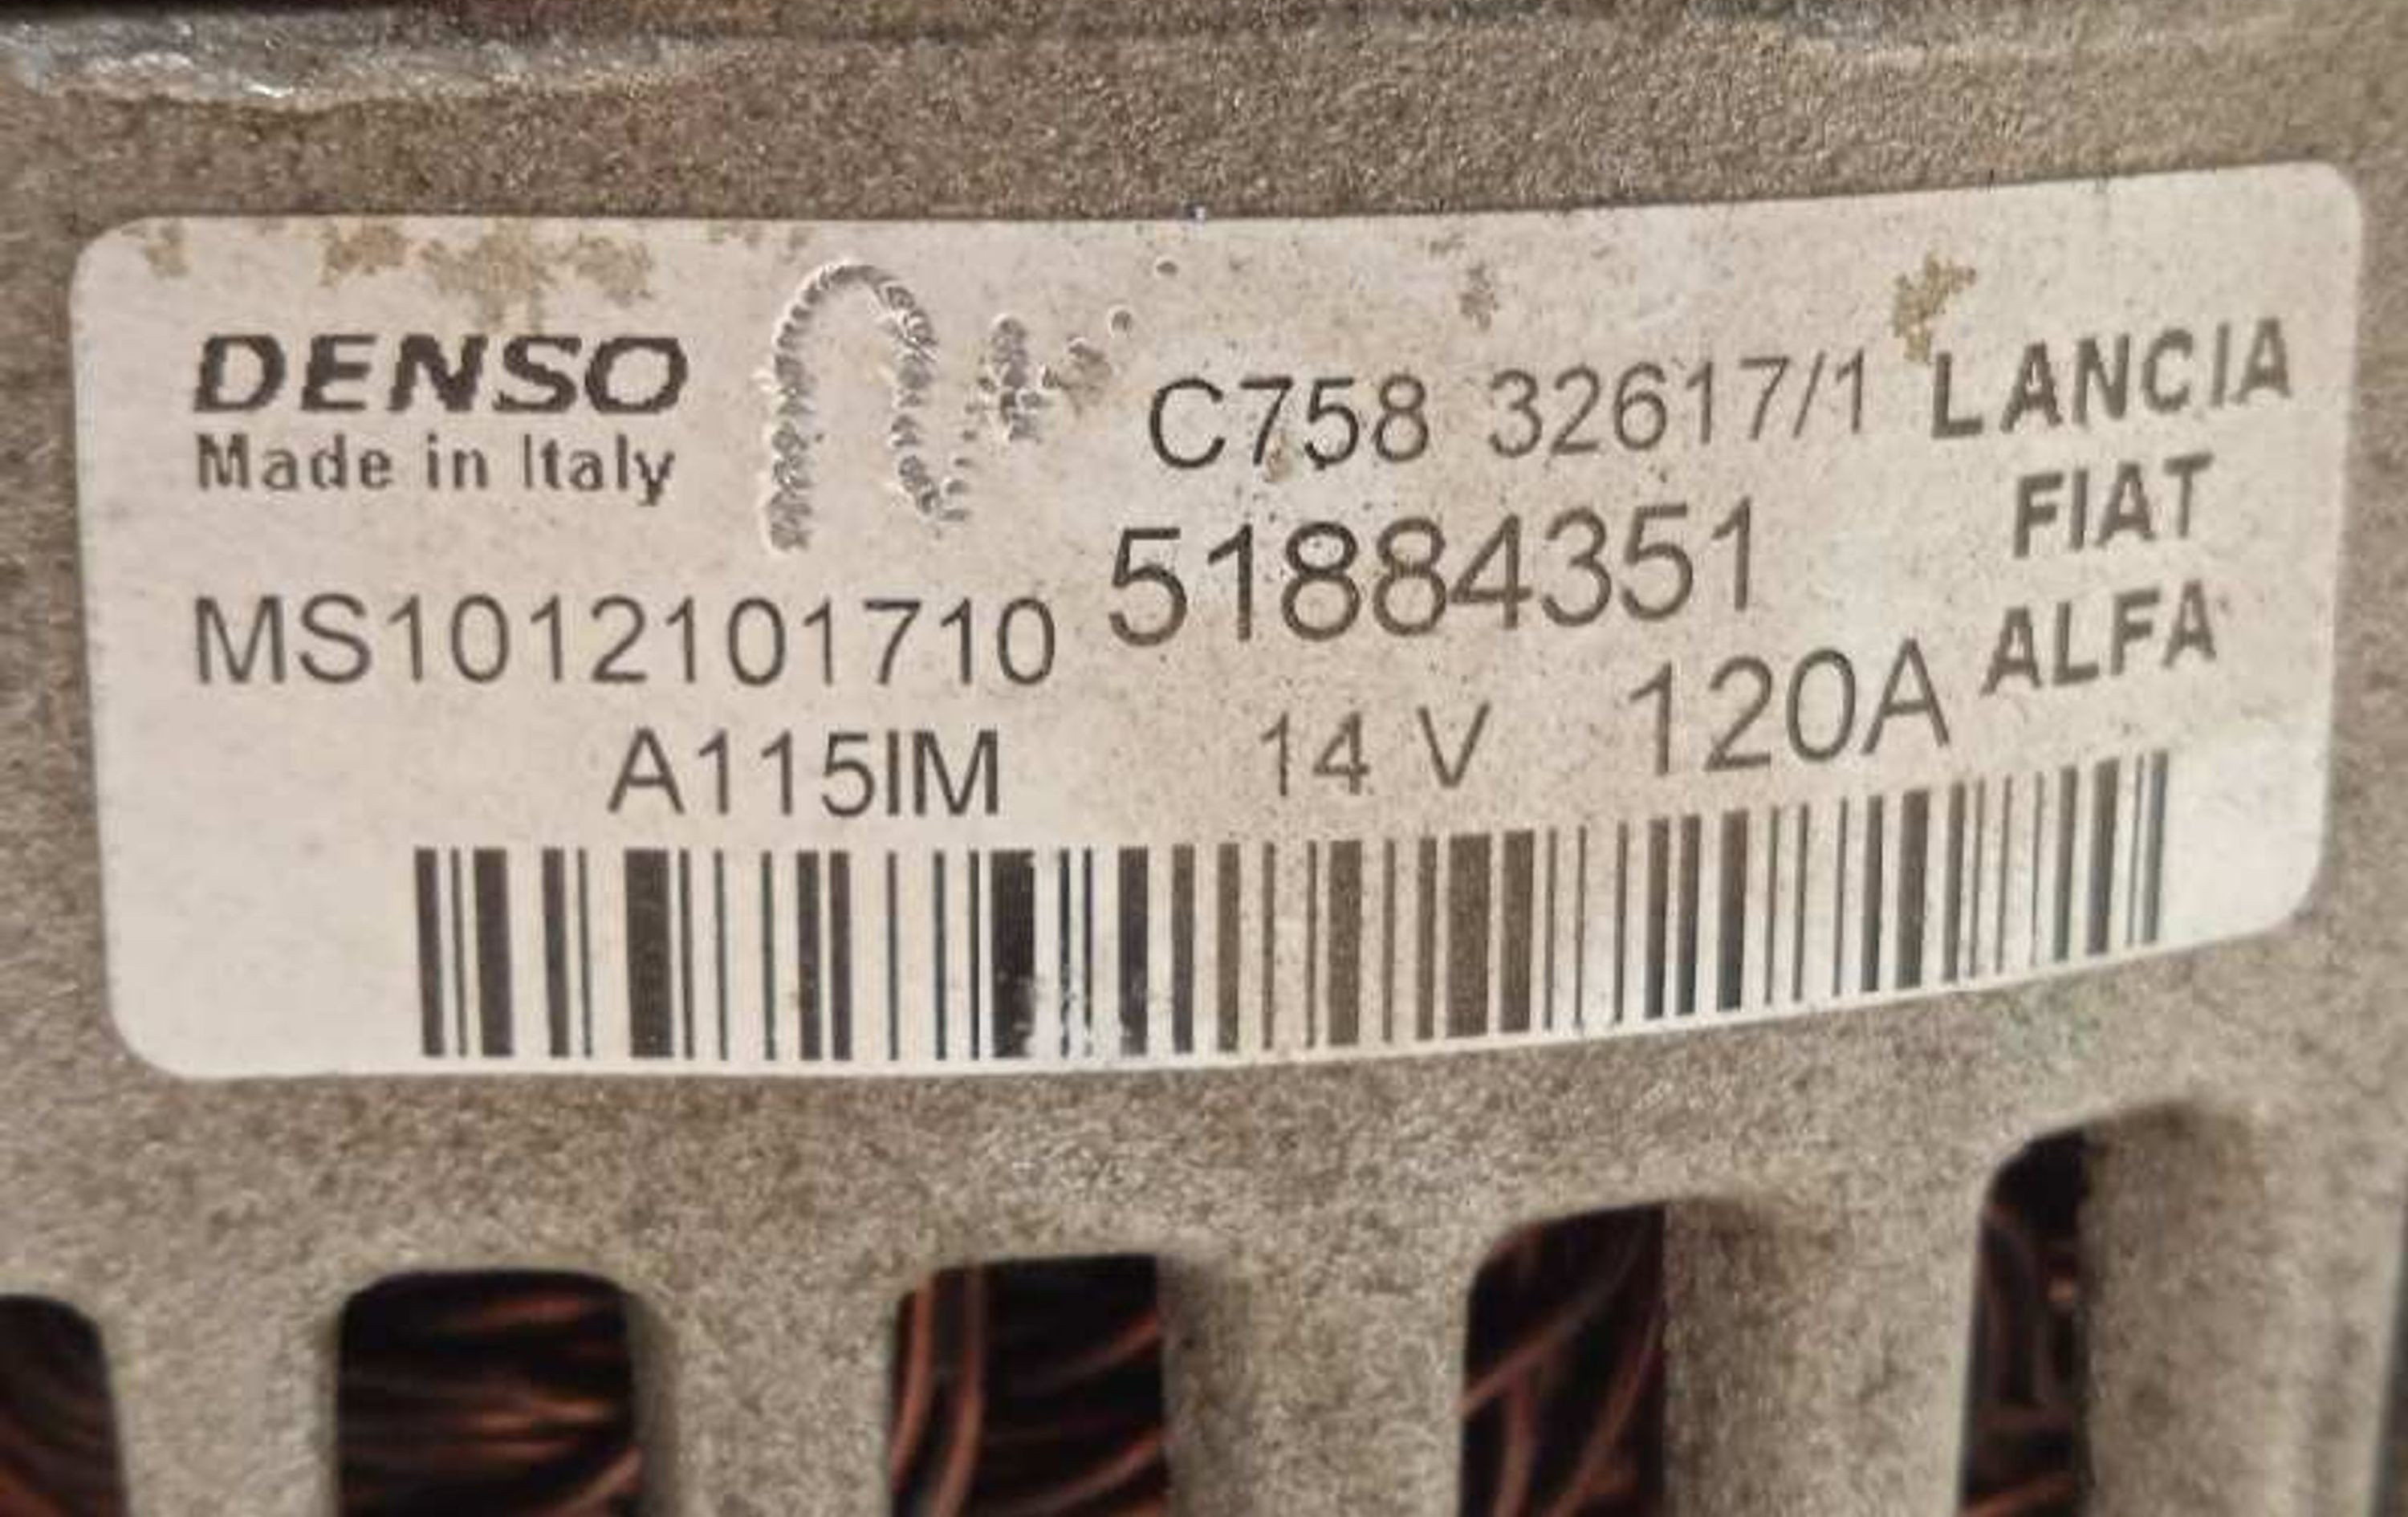 DENSO
Made in Italy
C758 32617/1
LANCIA
FIAT
ALFA
51884351
MS1012101710
A115IM
14 V
120A